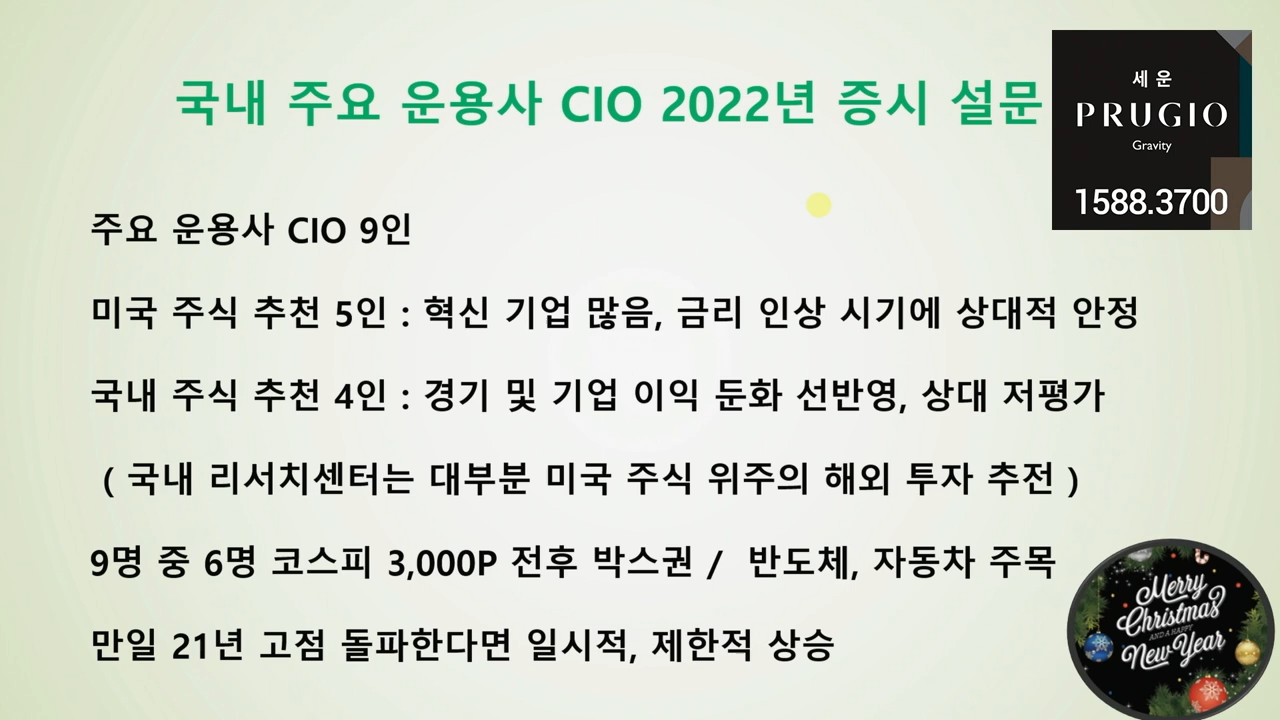 국내 주요 운용사 CIO 2022년 증시 설문
세운
PRUGIO
Gravity
1588.3700
주요 운용사 CIO 9인
미국 주식 추천 5인 : 혁신 기업 많음, 금리 인상 시기에 상대적 안정
국내 주식 추천 4인 : 경기 및 기업 이익 둔화 선반영, 상대 저평가
( 국내 리서치센터는 대부분 미국 주식 위주의 해외 투자 추전 )
9명 중 6명 코스피 3,000P 전후 박스권 / 반도체, 자동차 주목
만일 21년 고점 돌파한다면 일시적, 제한적 상승
Merry
Christmas
AND A HAPPY
New Year